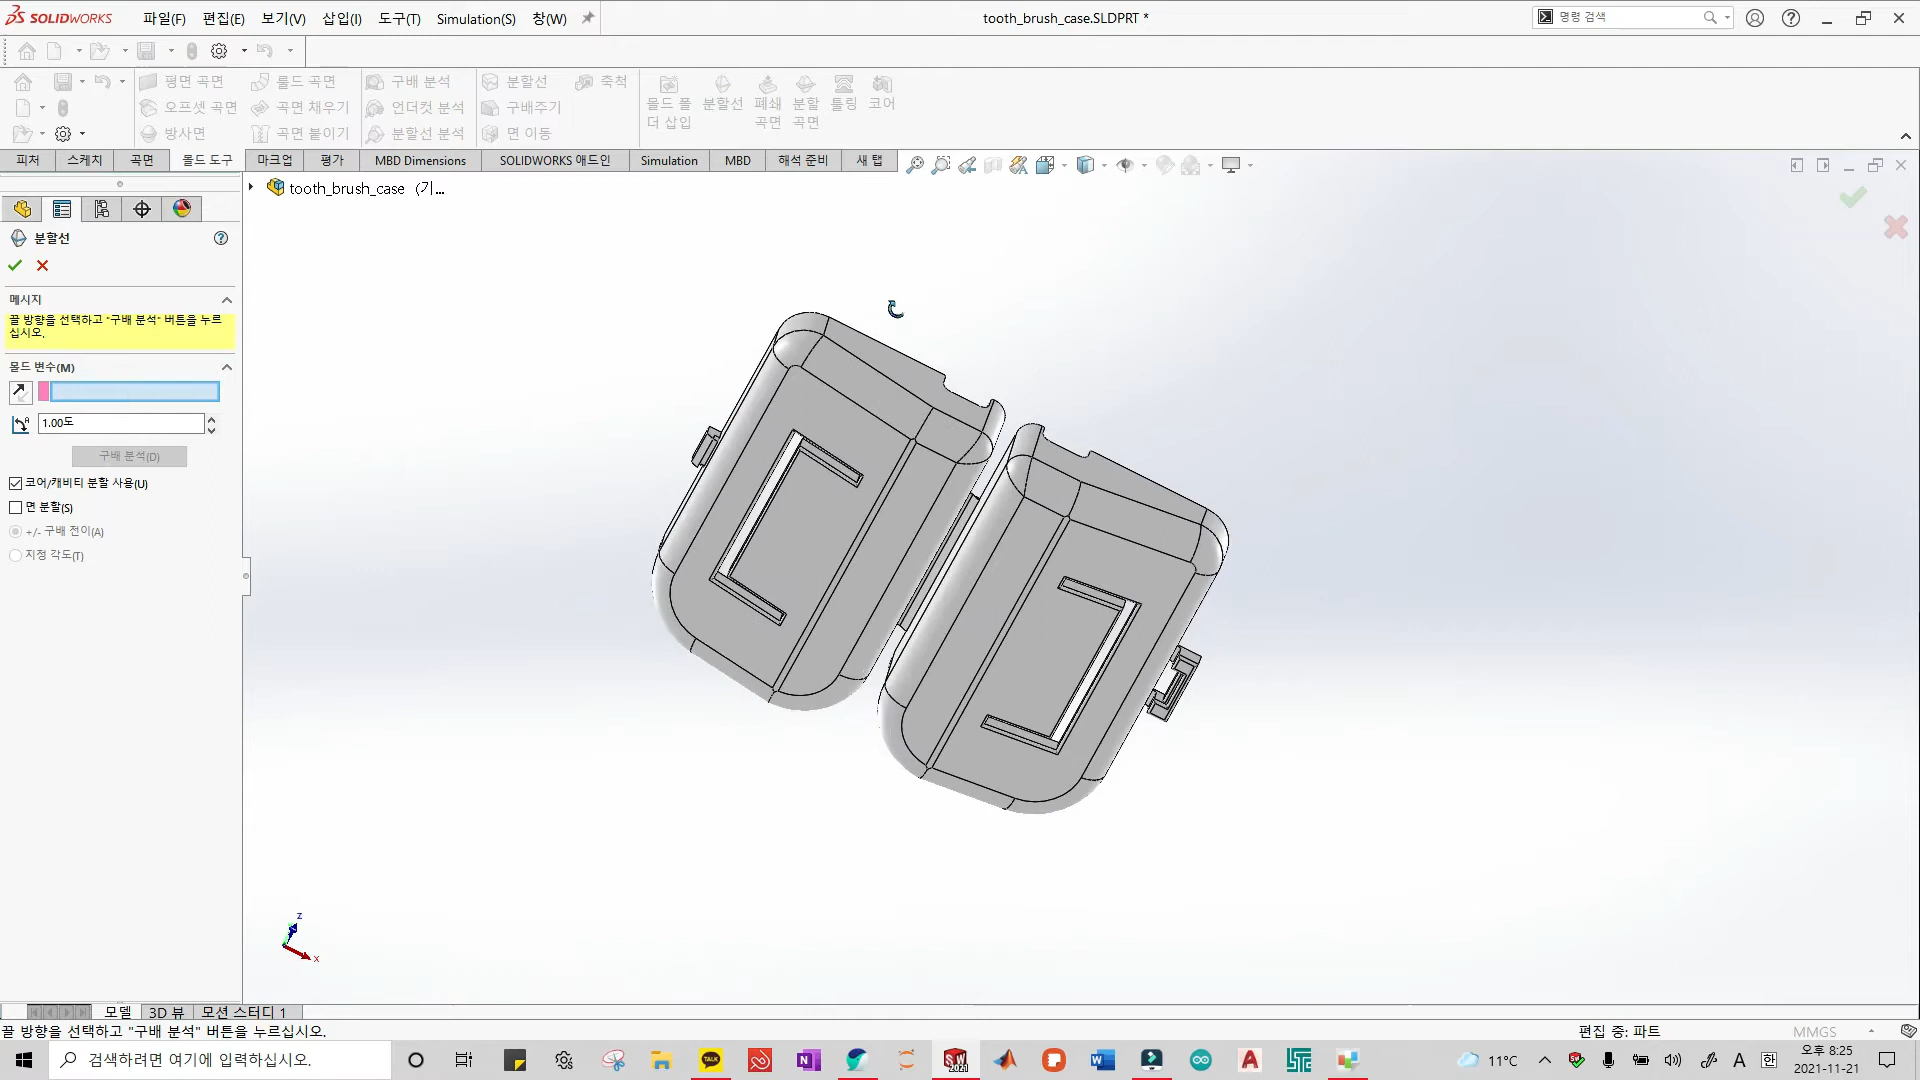 SOLIDWORKS 파일(F) 편집(E) 보기(V) 삽입(I) 도구(T) Simulation(S) 창(W) tooth_brush_case.SLDPRT * 명령 검색
평면 곡면 룰드 곡면 구배 분석 분할선 축척
오프셋 곡면 곡면 채우기 언더컷 분석 구배주기
방사면 곡면 붙이기 분할선 분석 면 이동
몰드 폴더 삽입 분할선 폐쇄 곡면 분할 곡면 툴링 코어
피처 스케치 곡면 몰드 도구 마크업 평가 MBD Dimensions SOLIDWORKS 애드인 Simulation MBD 해석 준비 새 탭
tooth_brush_case (기...
분할선
메시지
끌 방향을 선택하고 "구배 분석" 버튼을 누르
십시오.
몰드 변수(M)
1.00도
구배 분석(D)
코어/캐비티 분할 사용(U)
면 분할(S)
+/- 구배 전이(A)
지정 각도(T)
z
x
모델 3D 뷰 모션 스터디 1
끌 방향을 선택하고 "구배 분석" 버튼을 누르십시오. 편집 중: 파트 MMGS
검색하려면 여기에 입력하십시오. TALK N SW 2021 W A 11°C A 한 오후 8:25
2021-11-21